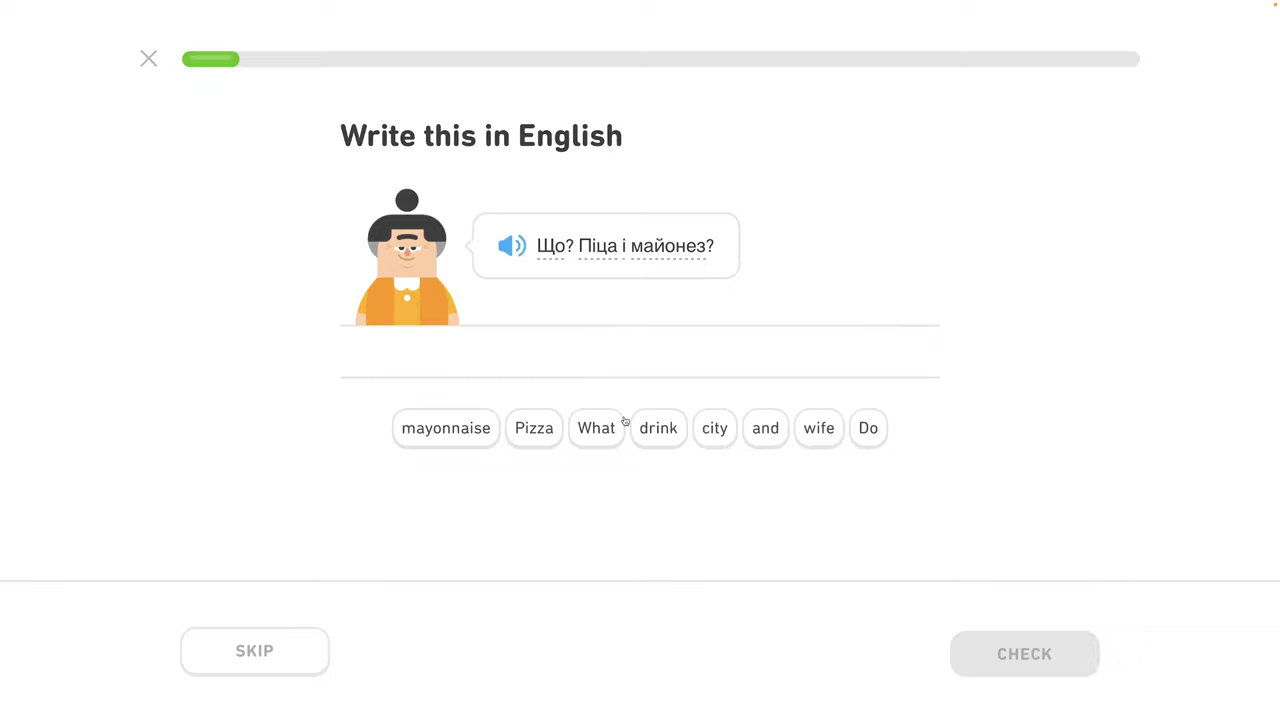 Write this in English
Що? Піца і майонез?
mayonnaise Pizza What drink city and wife Do
SKIP CHECK